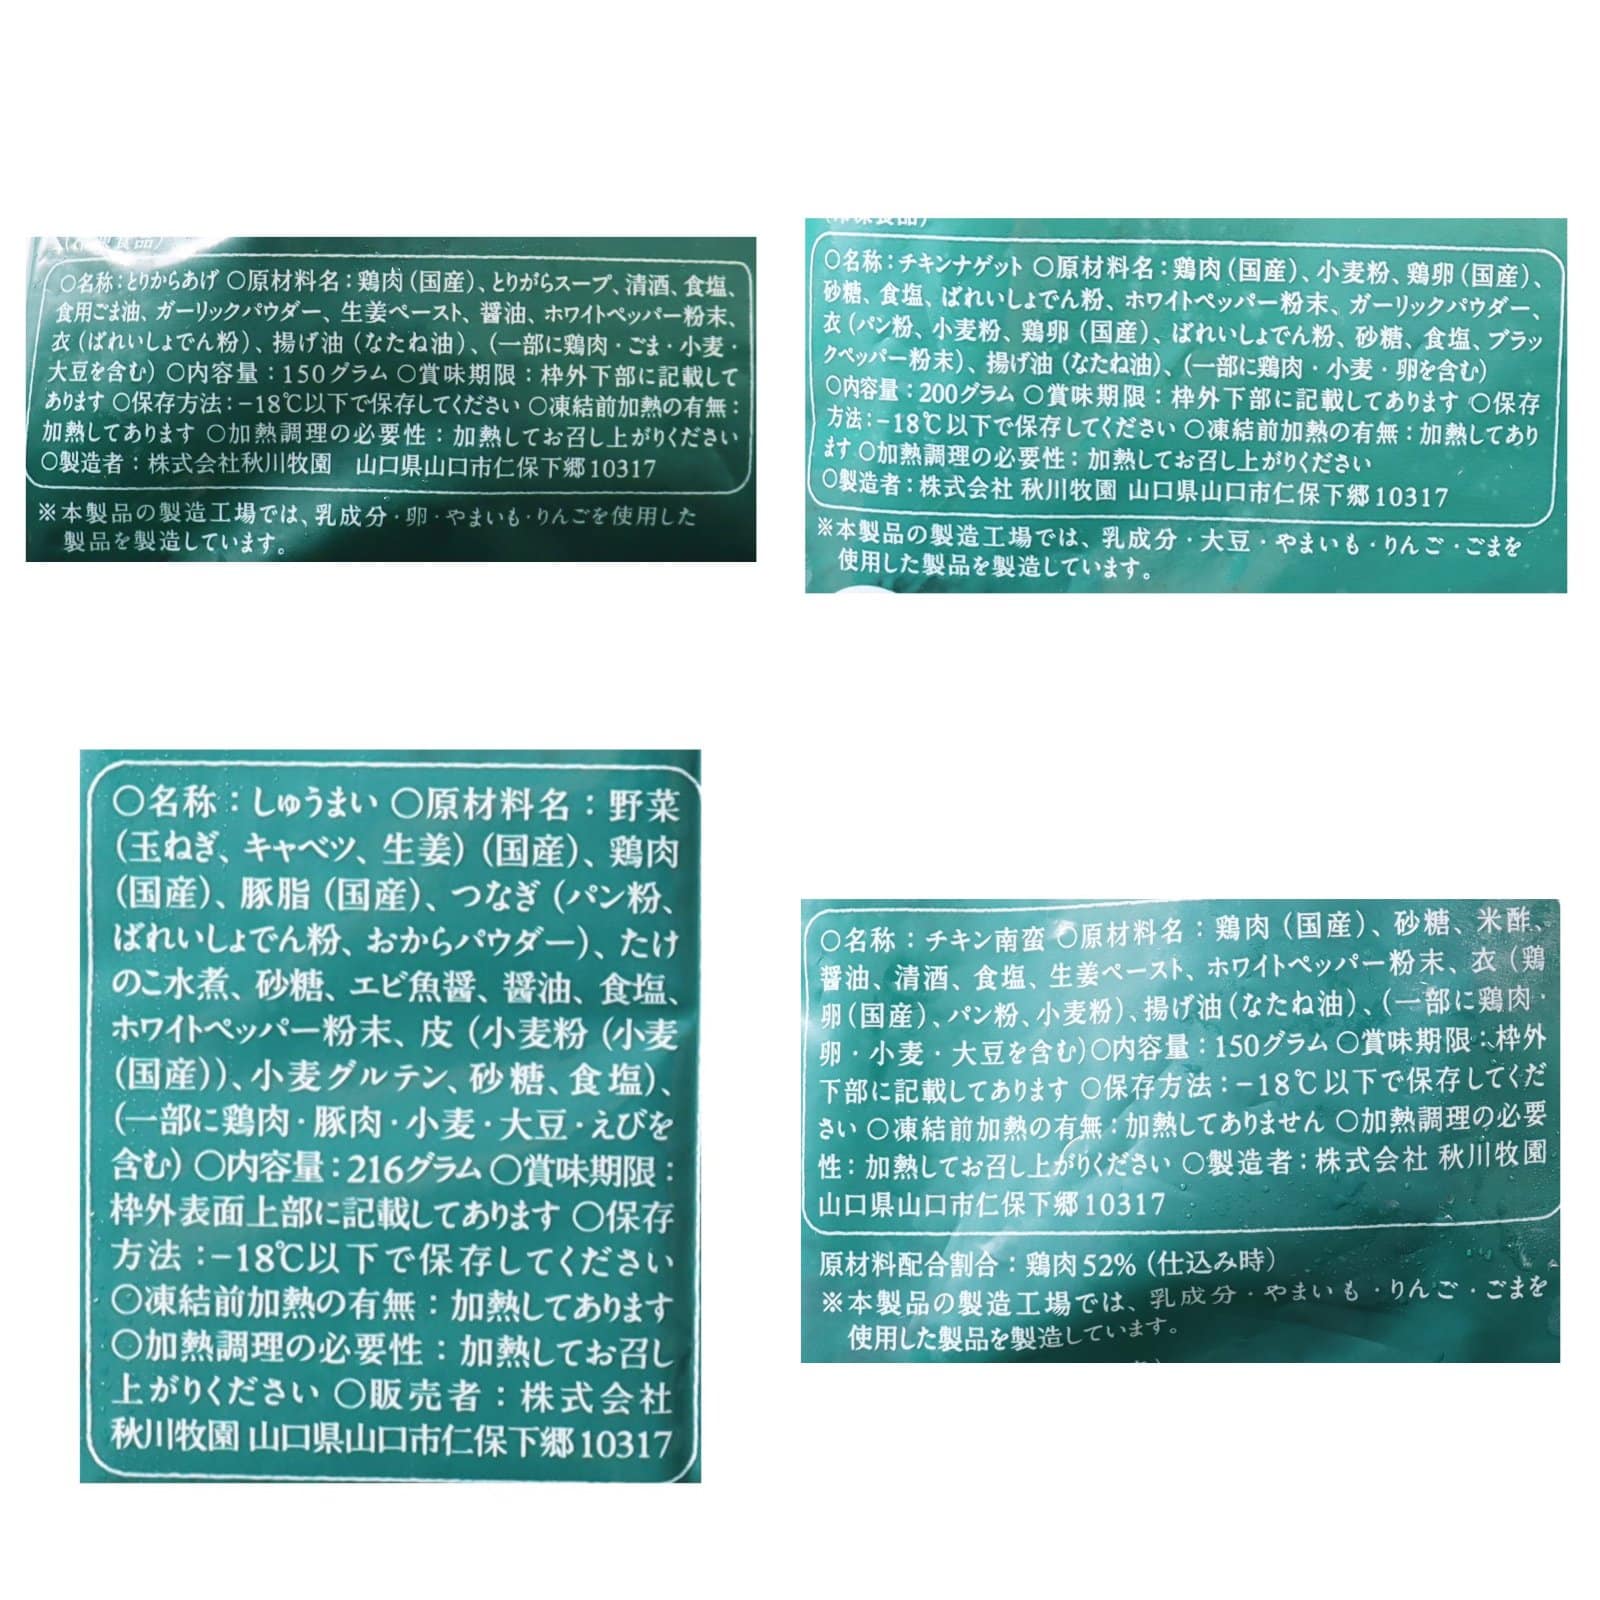 ○名称：とりからあげ ○原材料名：鶏肉（国産）、とりがらスープ、清酒、食塩、
食用ごま油、ガーリックパウダー、生姜ペースト、醤油、ホワイトペッパー粉末、
衣（ばれいしょでん粉）、揚げ油（なたね油）、（一部に鶏肉・ごま・小麦・
大豆を含む）○内容量：150グラム ○賞味期限：枠外下部に記載して
あります ○保存方法：−18℃以下で保存してください ○凍結前加熱の有無：
加熱してあります ○加熱調理の必要性：加熱してお召し上がりください
○製造者：株式会社秋川牧園 山口県山口市仁保下郷10317
※本製品の製造工場では、乳成分・卵・やまいも・りんごを使用した
製品を製造しています。
○名称：チキンナゲット ○原材料名：鶏肉（国産）、小麦粉、鶏卵（国産）、
砂糖、食塩、ばれいしょでん粉、ホワイトペッパー粉末、ガーリックパウダー、
衣（パン粉、小麦粉、鶏卵（国産）、ばれいしょでん粉、砂糖、食塩、ブラッ
クペッパー粉末）、揚げ油（なたね油）、（一部に鶏肉・小麦・卵を含む）
○内容量：200グラム ○賞味期限：枠外下部に記載してあります ○保存
方法：−18℃以下で保存してください ○凍結前加熱の有無：加熱してあり
ます ○加熱調理の必要性：加熱してお召し上がりください
○製造者：株式会社 秋川牧園 山口県山口市仁保下郷10317
※本製品の製造工場では、乳成分・大豆・やまいも・りんご・ごまを
使用した製品を製造しています。
○名称：しゅうまい ○原材料名：野菜
（玉ねぎ、キャベツ、生姜）（国産）、鶏肉
（国産）、豚脂（国産）、つなぎ（パン粉、
ばれいしょでん粉、おからパウダー）、たけ
のこ水煮、砂糖、エビ魚醤、醤油、食塩、
ホワイトペッパー粉末、皮（小麦粉（小麦
（国産））、小麦グルテン、砂糖、食塩）、
（一部に鶏肉・豚肉・小麦・大豆・えびを
含む）○内容量：216グラム ○賞味期限：
枠外表面上部に記載してあります ○保存
方法：−18℃以下で保存してください
○凍結前加熱の有無：加熱してあります
○加熱調理の必要性：加熱してお召し
上がりください ○販売者：株式会社
秋川牧園 山口県山口市仁保下郷10317
○名称：チキン南蛮 ○原材料名：鶏肉（国産）、砂糖、米酢、
醤油、清酒、食塩、生姜ペースト、ホワイトペッパー粉末、衣（鶏
卵（国産）、パン粉、小麦粉）、揚げ油（なたね油）、（一部に鶏肉・
卵・小麦・大豆を含む）○内容量：150グラム ○賞味期限：枠外
下部に記載してあります ○保存方法：−18℃以下で保存してくだ
さい ○凍結前加熱の有無：加熱してありません ○加熱調理の必要
性：加熱してお召し上がりください ○製造者：株式会社 秋川牧園
山口県山口市仁保下郷10317
原材料配合割合：鶏肉52%（仕込み時）
※本製品の製造工場では、乳成分・やまいも・りんご・ごまを
使用した製品を製造しています。